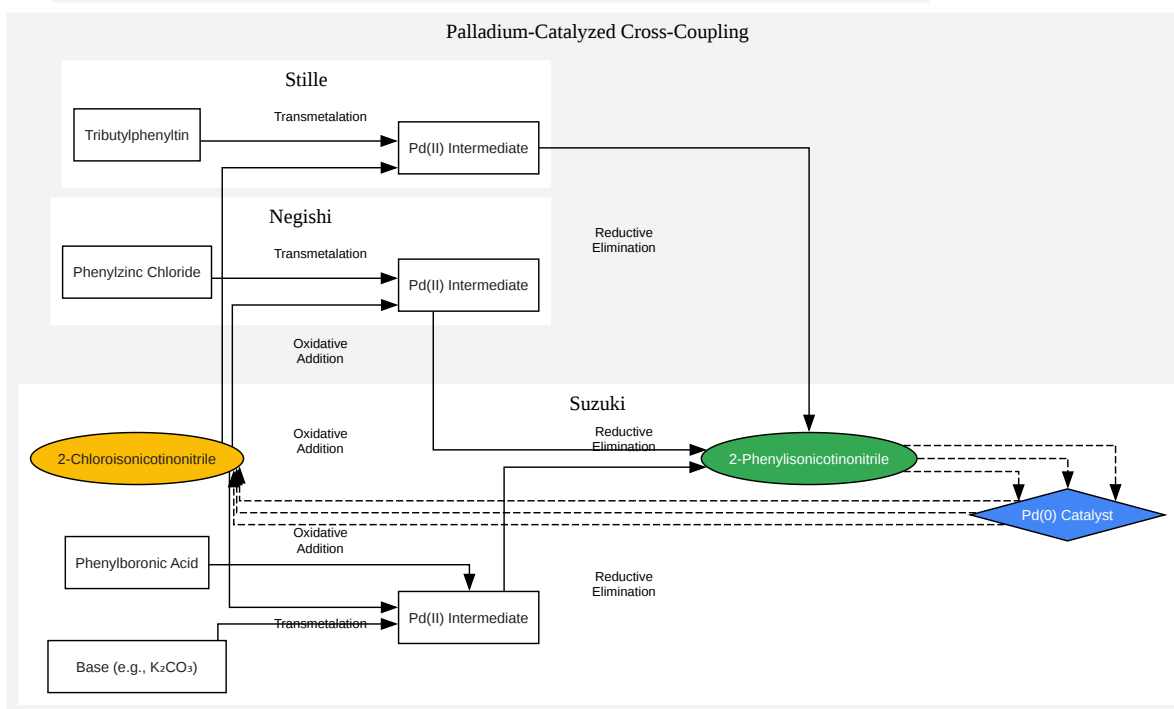 Palladium-Catalyzed Cross-Coupling
Stille
Transmetalation
Tributylphenyltin
Pd(II) Intermediate
Negishi
Transmetalation
Phenylzinc Chloride
Pd(II) Intermediate
Reductive
Elimination
Oxidative
Addition
Suzuki
2-Chloroisonicotinonitrile
Oxidative
Addition
Reductive
Elimination
2-Phenylisonicotinonitrile
Pd(0) Catalyst
Oxidative
Addition
Phenylboronic Acid
Reductive
Elimination
Pd(II) Intermediate
Transmetalation
Base (e.g., K₂CO₃)